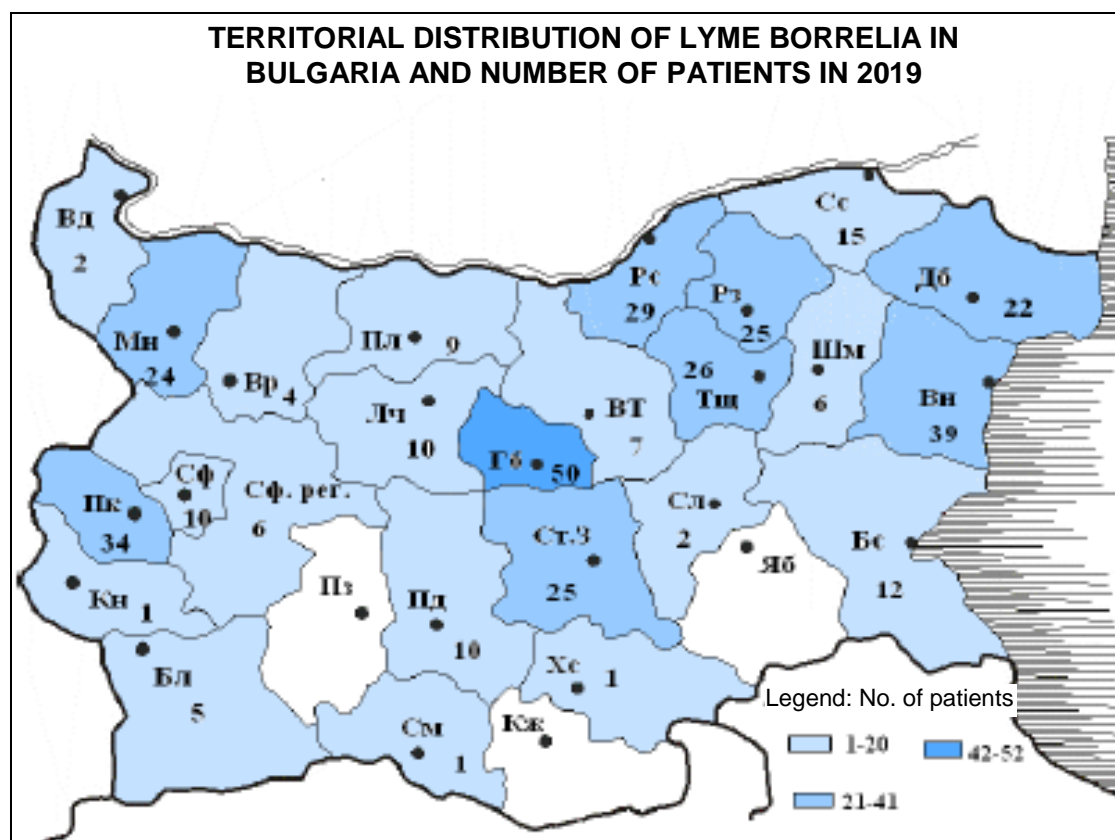 TERRITORIAL DISTRIBUTION OF LYME BORRELIA IN
BULGARIA AND NUMBER OF PATIENTS IN 2019
Сс
15
Вд
2
Рс
29
Рз
25
Дб
22
Мн
24
Вр
4
Пл
9
Шм
6
26
Тщ
Вн
39
Лч
10
ВТ
7
Гб
50
Сф
10
Сф. рег.
6
Пк
34
Сл
2
Ст.З
25
Яб
Бс
12
Кн
1
Пз
Пд
10
Хс
1
Бл
5
См
1
Кж
Legend: No. of patients
1-20
42-52
21-41